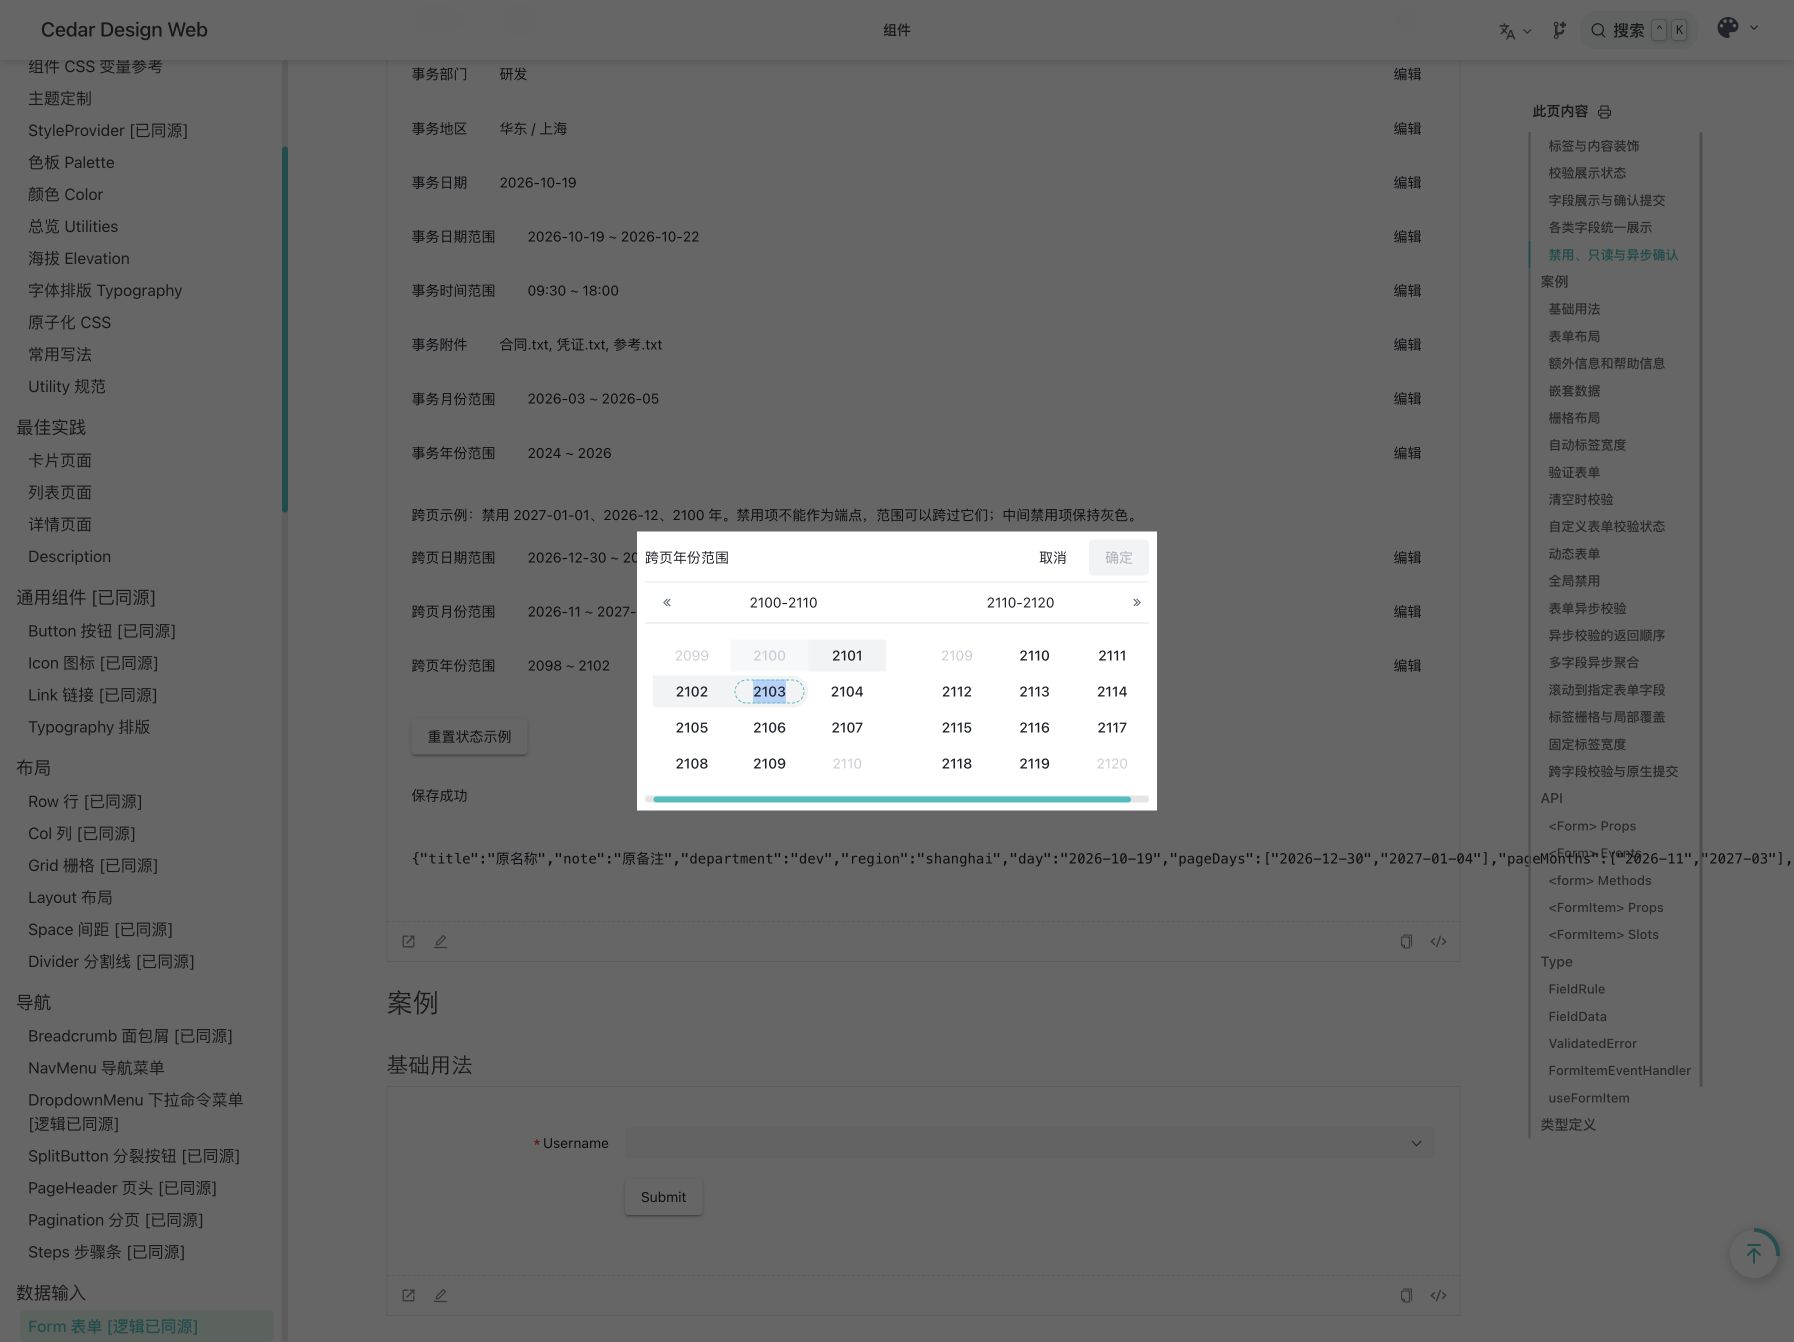 Cedar Design Web
组件
搜索 ^ K
组件 CSS 变量参考
主题定制
StyleProvider [已同源]
色板 Palette
颜色 Color
总览 Utilities
海拔 Elevation
字体排版 Typography
原子化 CSS
常用写法
Utility 规范
最佳实践
卡片页面
列表页面
详情页面
Description
通用组件 [已同源]
Button 按钮 [已同源]
Icon 图标 [已同源]
Link 链接 [已同源]
Typography 排版
布局
Row 行 [已同源]
Col 列 [已同源]
Grid 栅格 [已同源]
Layout 布局
Space 间距 [已同源]
Divider 分割线 [已同源]
导航
Breadcrumb 面包屑 [已同源]
NavMenu 导航菜单
DropdownMenu 下拉命令菜单
[逻辑已同源]
SplitButton 分裂按钮 [已同源]
PageHeader 页头 [已同源]
Pagination 分页 [已同源]
Steps 步骤条 [已同源]
数据输入
Form 表单 [逻辑已同源]
事务部门 研发 编辑
事务地区 华东 / 上海 编辑
事务日期 2026-10-19 编辑
事务日期范围 2026-10-19 ~ 2026-10-22 编辑
事务时间范围 09:30 ~ 18:00 编辑
事务附件 合同.txt, 凭证.txt, 参考.txt 编辑
事务月份范围 2026-03 ~ 2026-05 编辑
事务年份范围 2024 ~ 2026 编辑
跨页示例：禁用 2027-01-01、2026-12、2100 年。禁用项不能作为端点，范围可以跨过它们；中间禁用项保持灰色。
跨页日期范围 2026-12-30 ~ 20 编辑
跨页月份范围 2026-11 ~ 2027- 编辑
跨页年份范围 2098 ~ 2102 编辑
重置状态示例
保存成功
{"title":"原名称","note":"原备注","department":"dev","region":"shanghai","day":"2026-10-19","pageDays":["2026-12-30","2027-01-04"],"pageMonths":["2026-11","2027-03"],
跨页年份范围 取消 确定
2100-2110 2110-2120
2099 2100 2101 2109 2110 2111
2102 2103 2104 2112 2113 2114
2105 2106 2107 2115 2116 2117
2108 2109 2110 2118 2119 2120
案例
基础用法
* Username
Submit
此页内容
标签与内容装饰
校验展示状态
字段展示与确认提交
各类字段统一展示
禁用、只读与异步确认
案例
基础用法
表单布局
额外信息和帮助信息
嵌套数据
栅格布局
自动标签宽度
验证表单
清空时校验
自定义表单校验状态
动态表单
全局禁用
表单异步校验
异步校验的返回顺序
多字段异步聚合
滚动到指定表单字段
标签栅格与局部覆盖
固定标签宽度
跨字段校验与原生提交
API
<Form> Props
<Form> Events
<form> Methods
<FormItem> Props
<FormItem> Slots
Type
FieldRule
FieldData
ValidatedError
FormItemEventHandler
useFormItem
类型定义